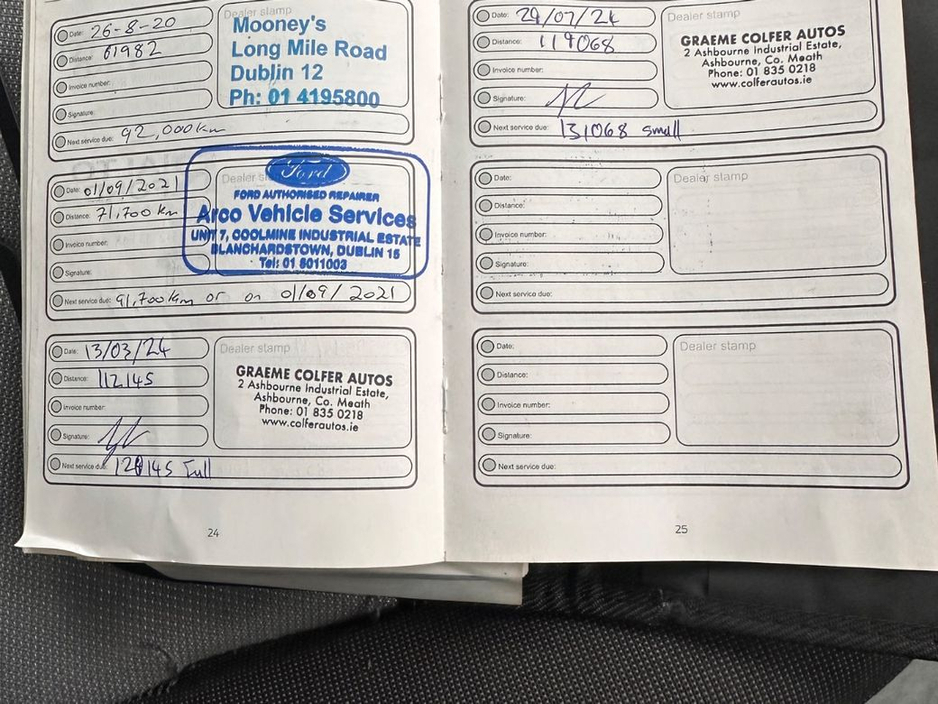 Date: 26-8-20
Distance: 61982
Invoice number:
Signature:
Next service due: 92,000km
Dealer stamp
Mooney's
Long Mile Road
Dublin 12
Ph: 01 4195800
Date: 01/09/2021
Distance: 71,700 km
Invoice number:
Signature:
Next service due: 91,700km or on 01/09/2021
Dealer
Ford
FORD AUTHORISED REPAIRER
Arco Vehicle Services
UNIT 7, COOLMINE INDUSTRIAL ESTATE
BLANCHARDSTOWN, DUBLIN 15
Tel: 01 8011003
Date: 13/03/24
Distance: 112145
Invoice number:
Signature:
Next service due: 145 Full
Dealer stamp
GRAEME COLFER AUTOS
2 Ashbourne Industrial Estate,
Ashbourne, Co. Meath
Phone: 01 835 0218
www.colferautos.ie
24
Date: 29/07/24
Distance: 119068
Invoice number:
Signature:
Next service due: 131068 small
Dealer stamp
GRAEME COLFER AUTOS
2 Ashbourne Industrial Estate,
Ashbourne, Co. Meath
Phone: 01 835 0218
www.colferautos.ie
Date:
Distance:
Invoice number:
Signature:
Next service due:
Dealer stamp
Date:
Distance:
Invoice number:
Signature:
Next service due:
Dealer stamp
25